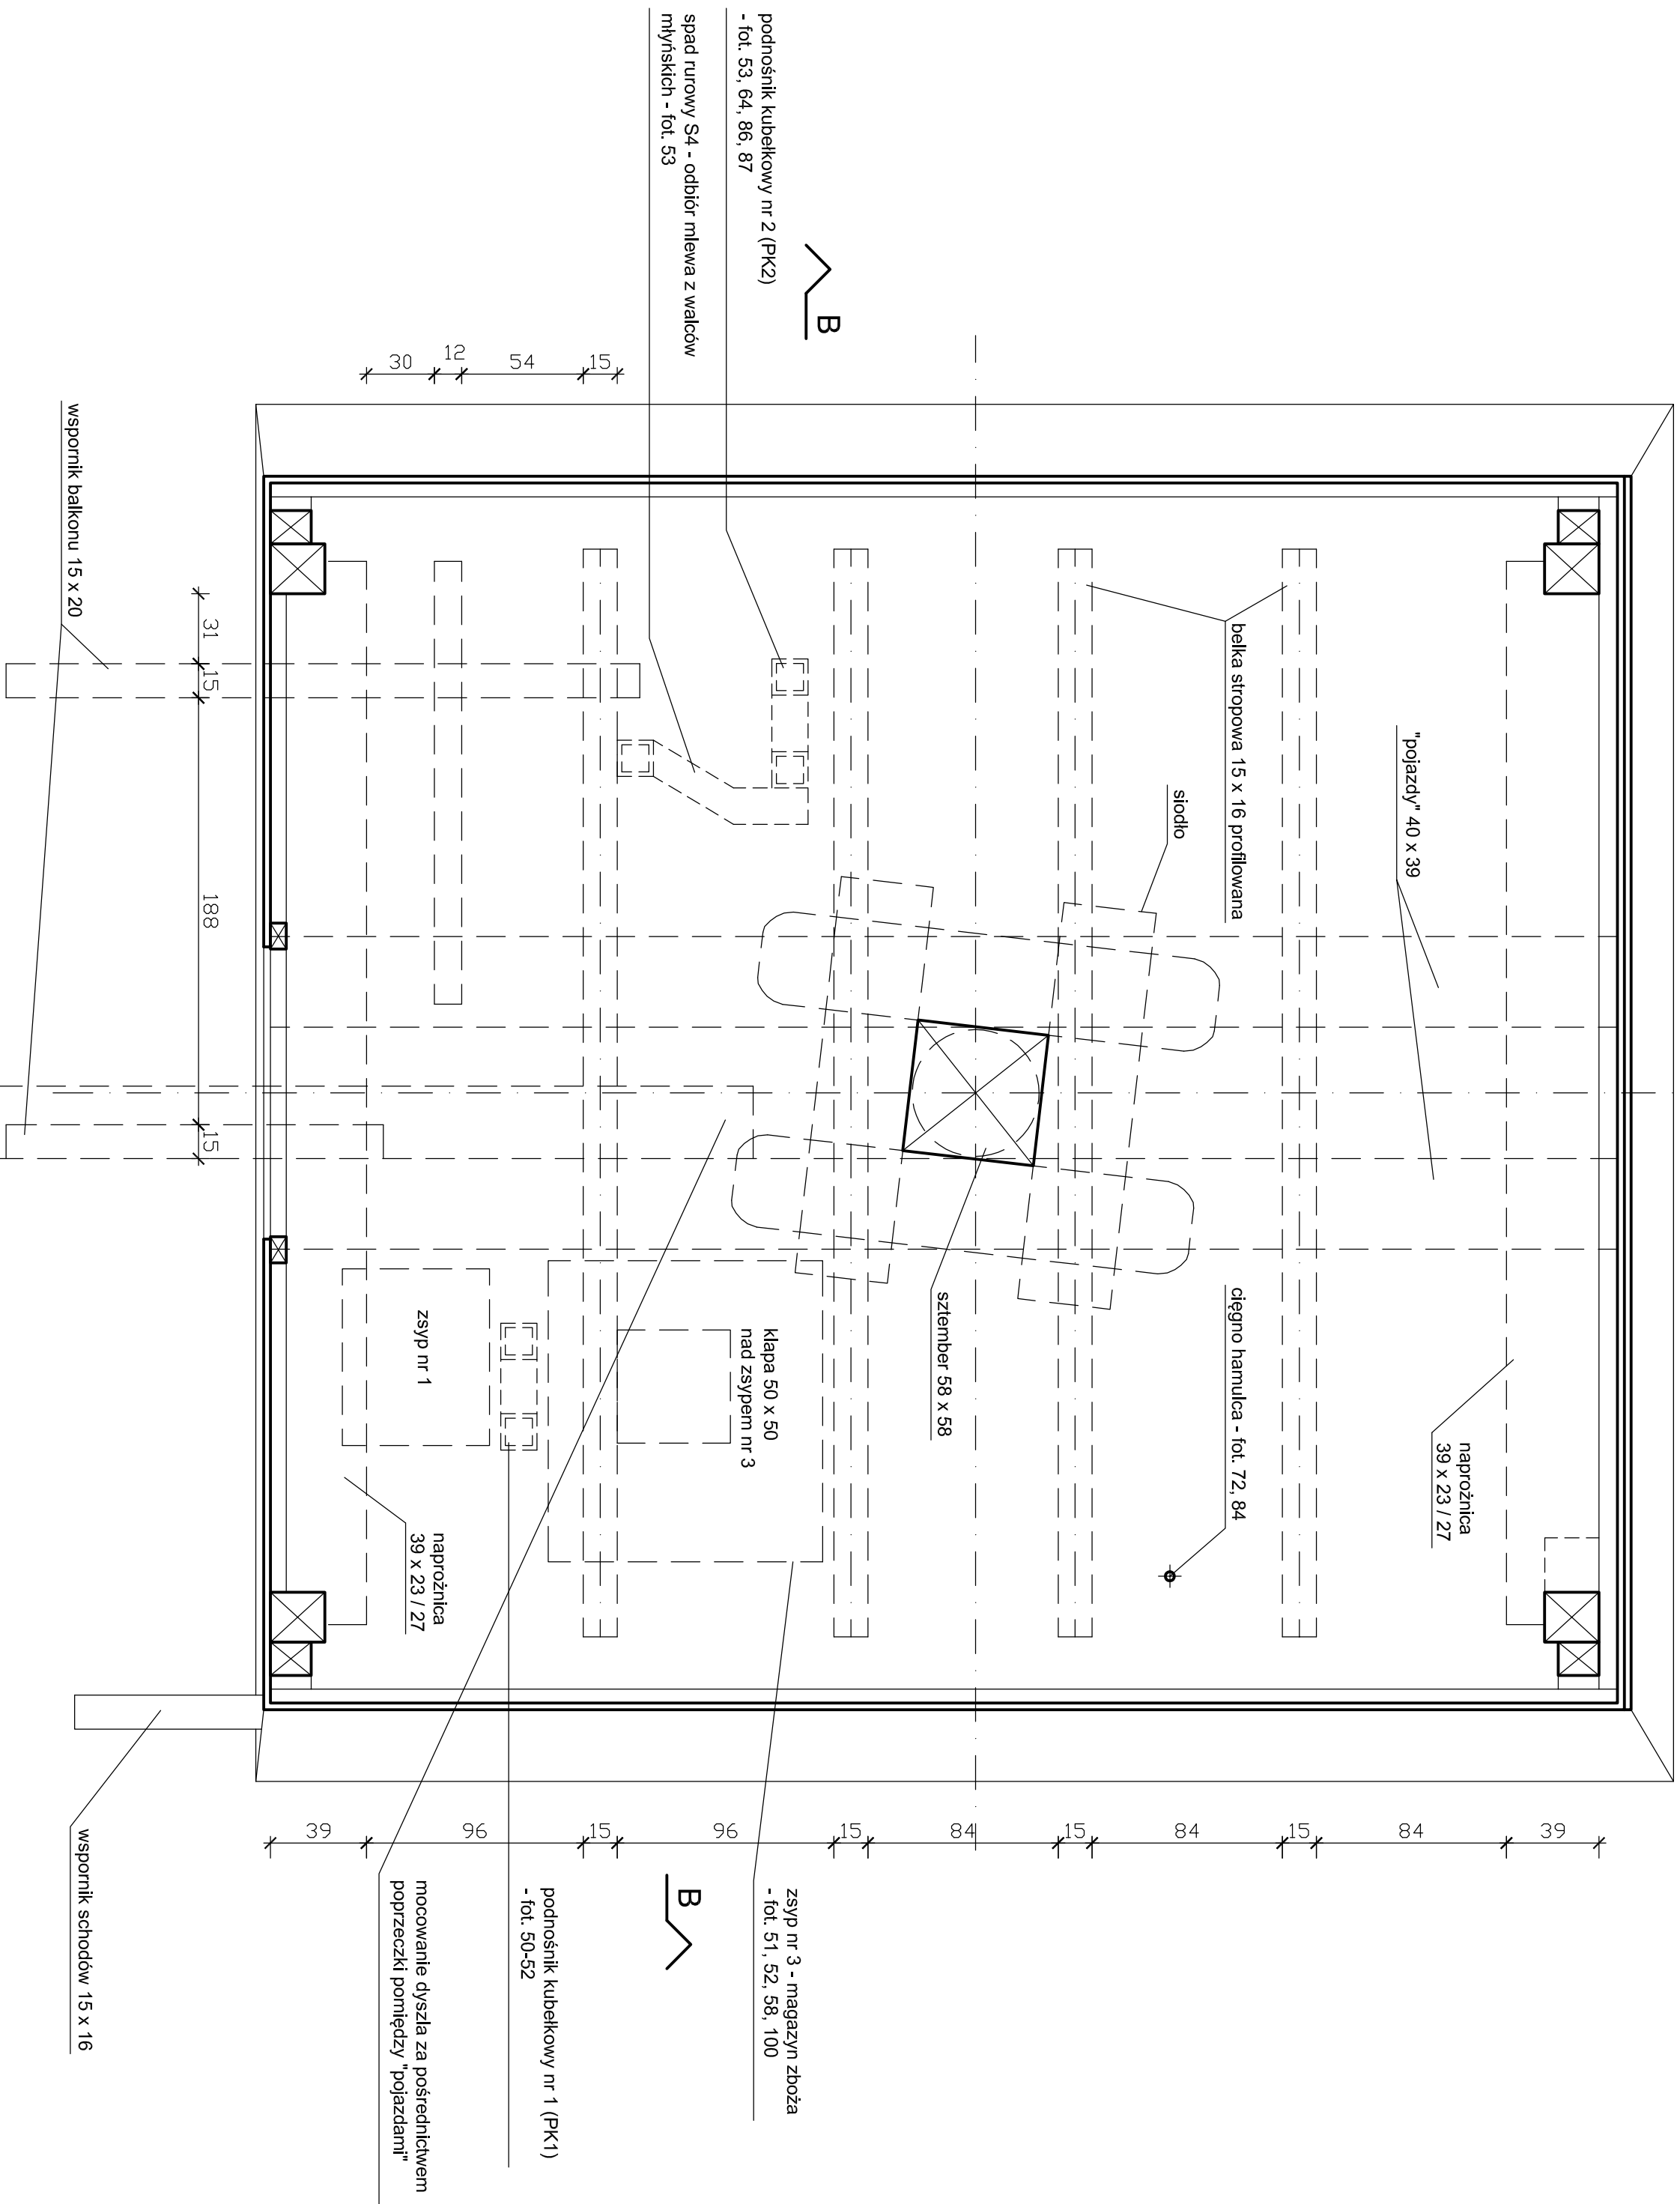 podnośnik kubełkowy nr 2 (PK2)
- fot. 53, 64, 86, 87
spad rurowy S4 - odbiór mlewa z walców
młyńskich - fot. 53
B
30
12
54
15
wspornik balkonu 15 x 20
31
15
188
15
"pojazdy" 40 x 39
belka stropowa 15 x 16 profilowana
siodło
naprożnica
39 x 23 / 27
cięgno hamulca - fot. 72, 84
sztember 58 x 58
klapa 50 x 50
nad zsypem nr 3
zsyp nr 1
naprożnica
39 x 23 / 27
39
96
15
96
15
84
15
84
15
84
39
B
zsyp nr 3 - magazyn zboża
- fot. 51, 52, 58, 100
podnośnik kubełkowy nr 1 (PK1)
- fot. 50-52
mocowanie dyszla za pośrednictwem
poprzeczki pomiędzy "pojazdami"
wspornik schodów 15 x 16